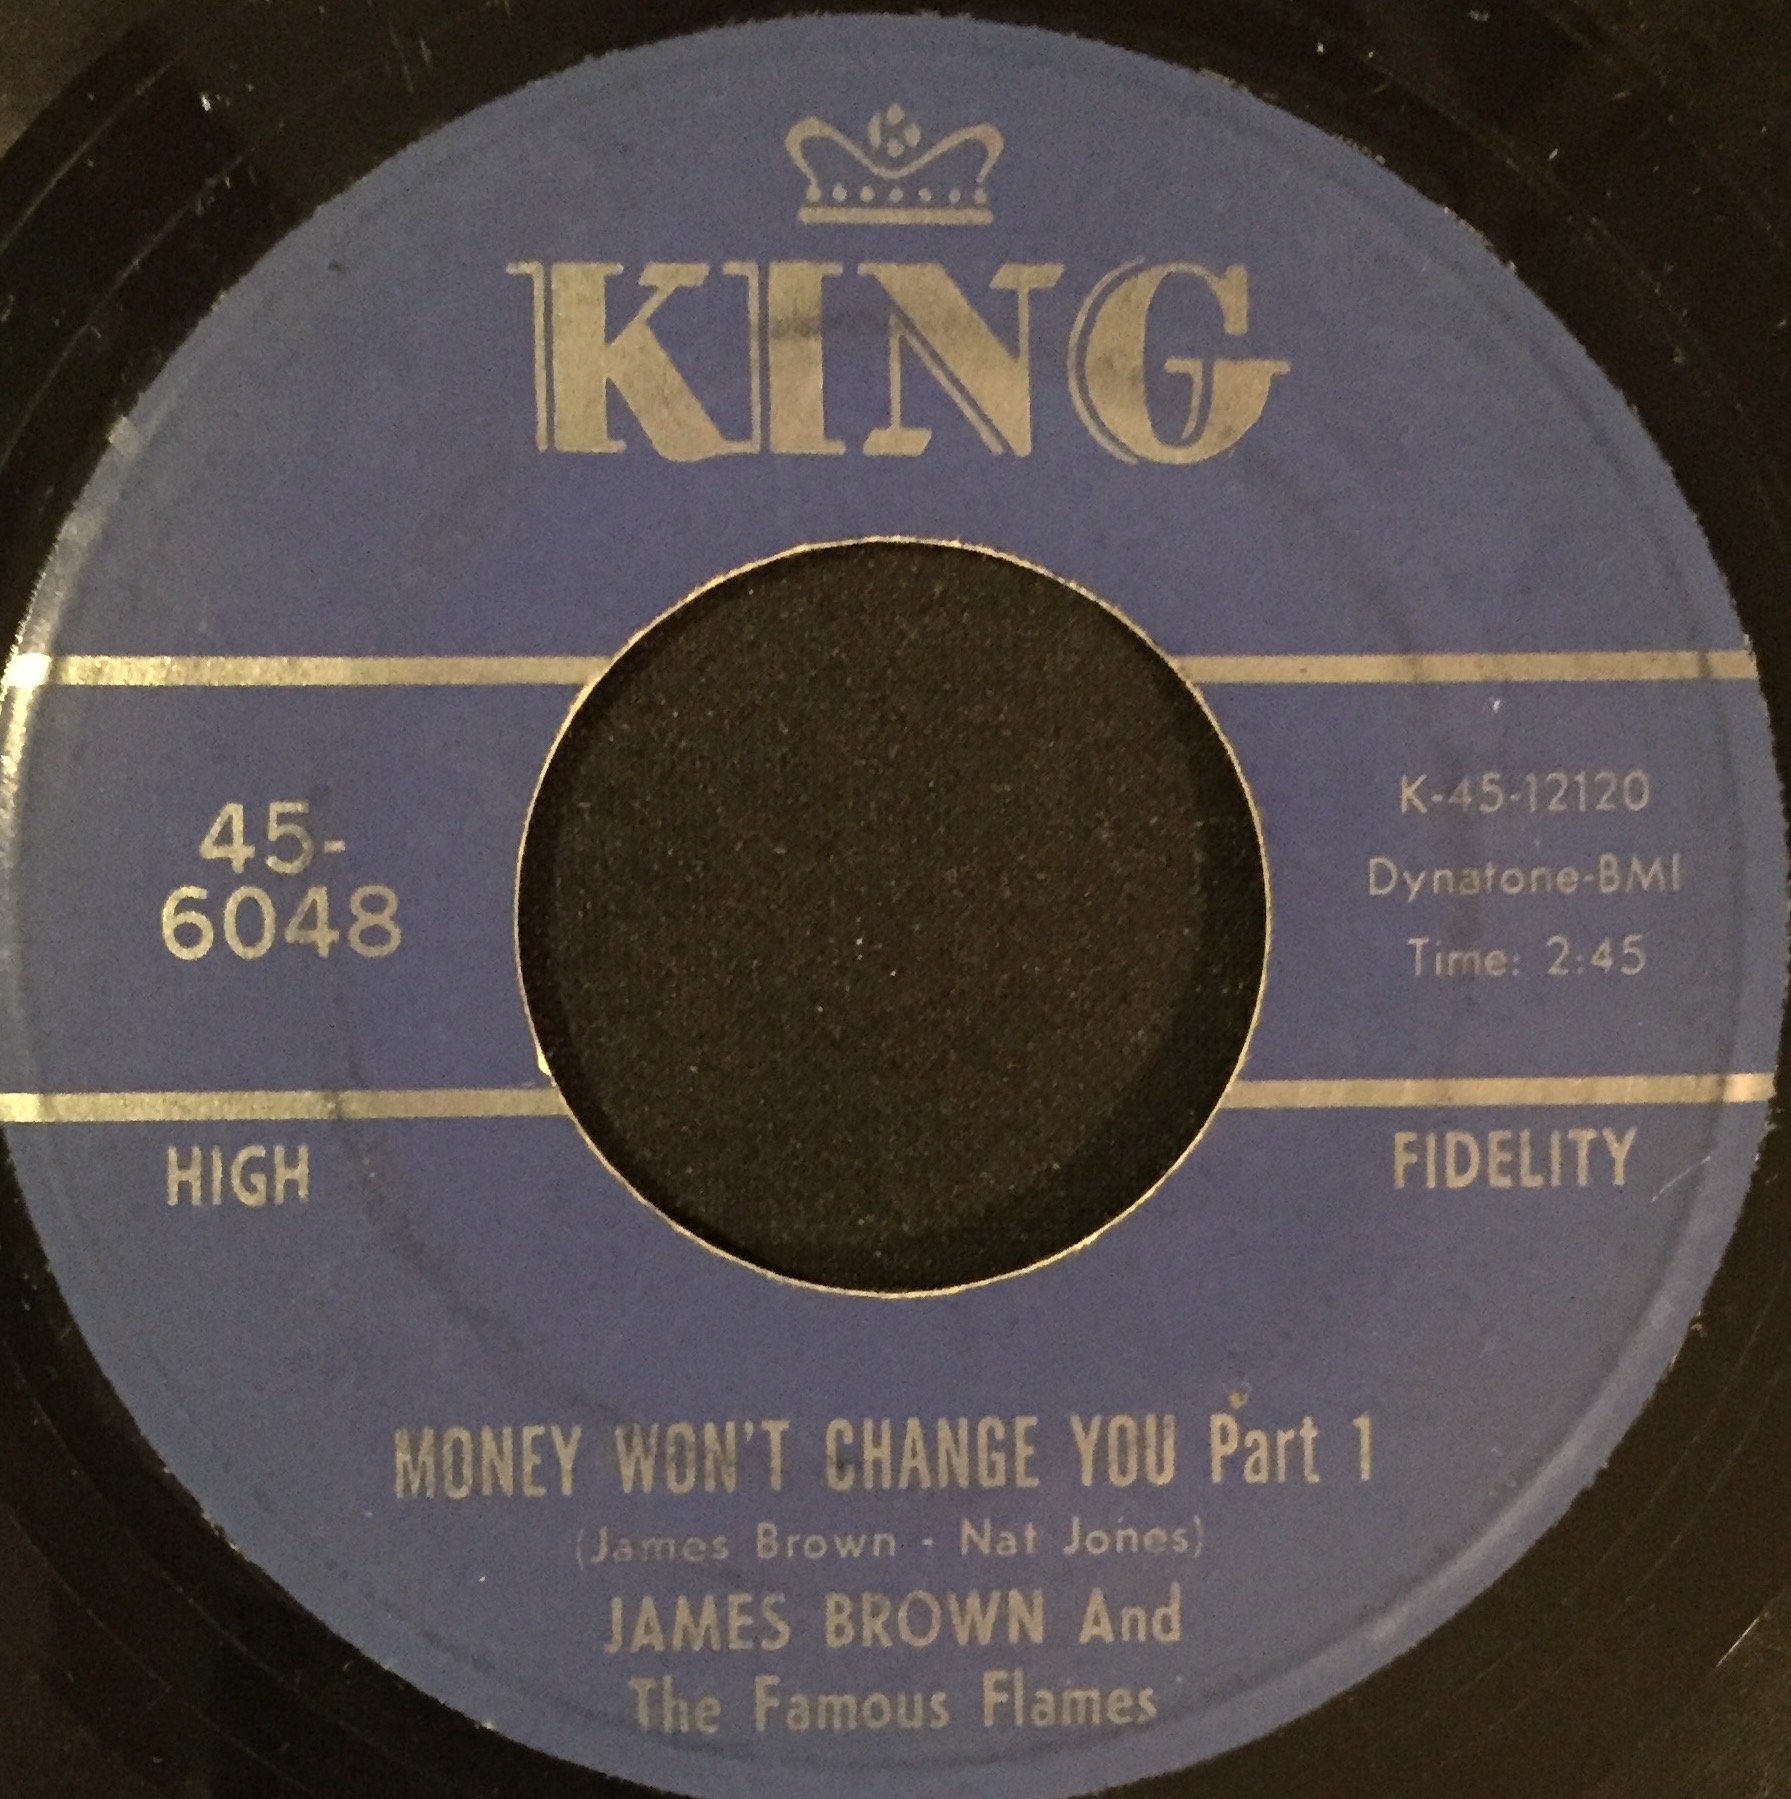 KING
45-
6048
K-45-12120
Dynatone-BMI
Time: 2:45
HIGH
FIDELITY
MONEY WON'T CHANGE YOU Part 1
(James Brown - Nat Jones)
JAMES BROWN And
The Famous Flames